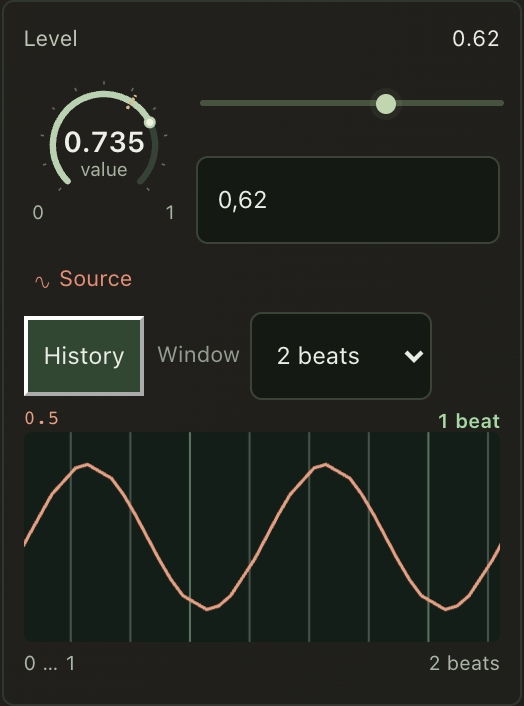 Level 0.62
0.735
value
0 1
0,62
∿ Source
History Window 2 beats
0.5 1 beat
0 … 1 2 beats